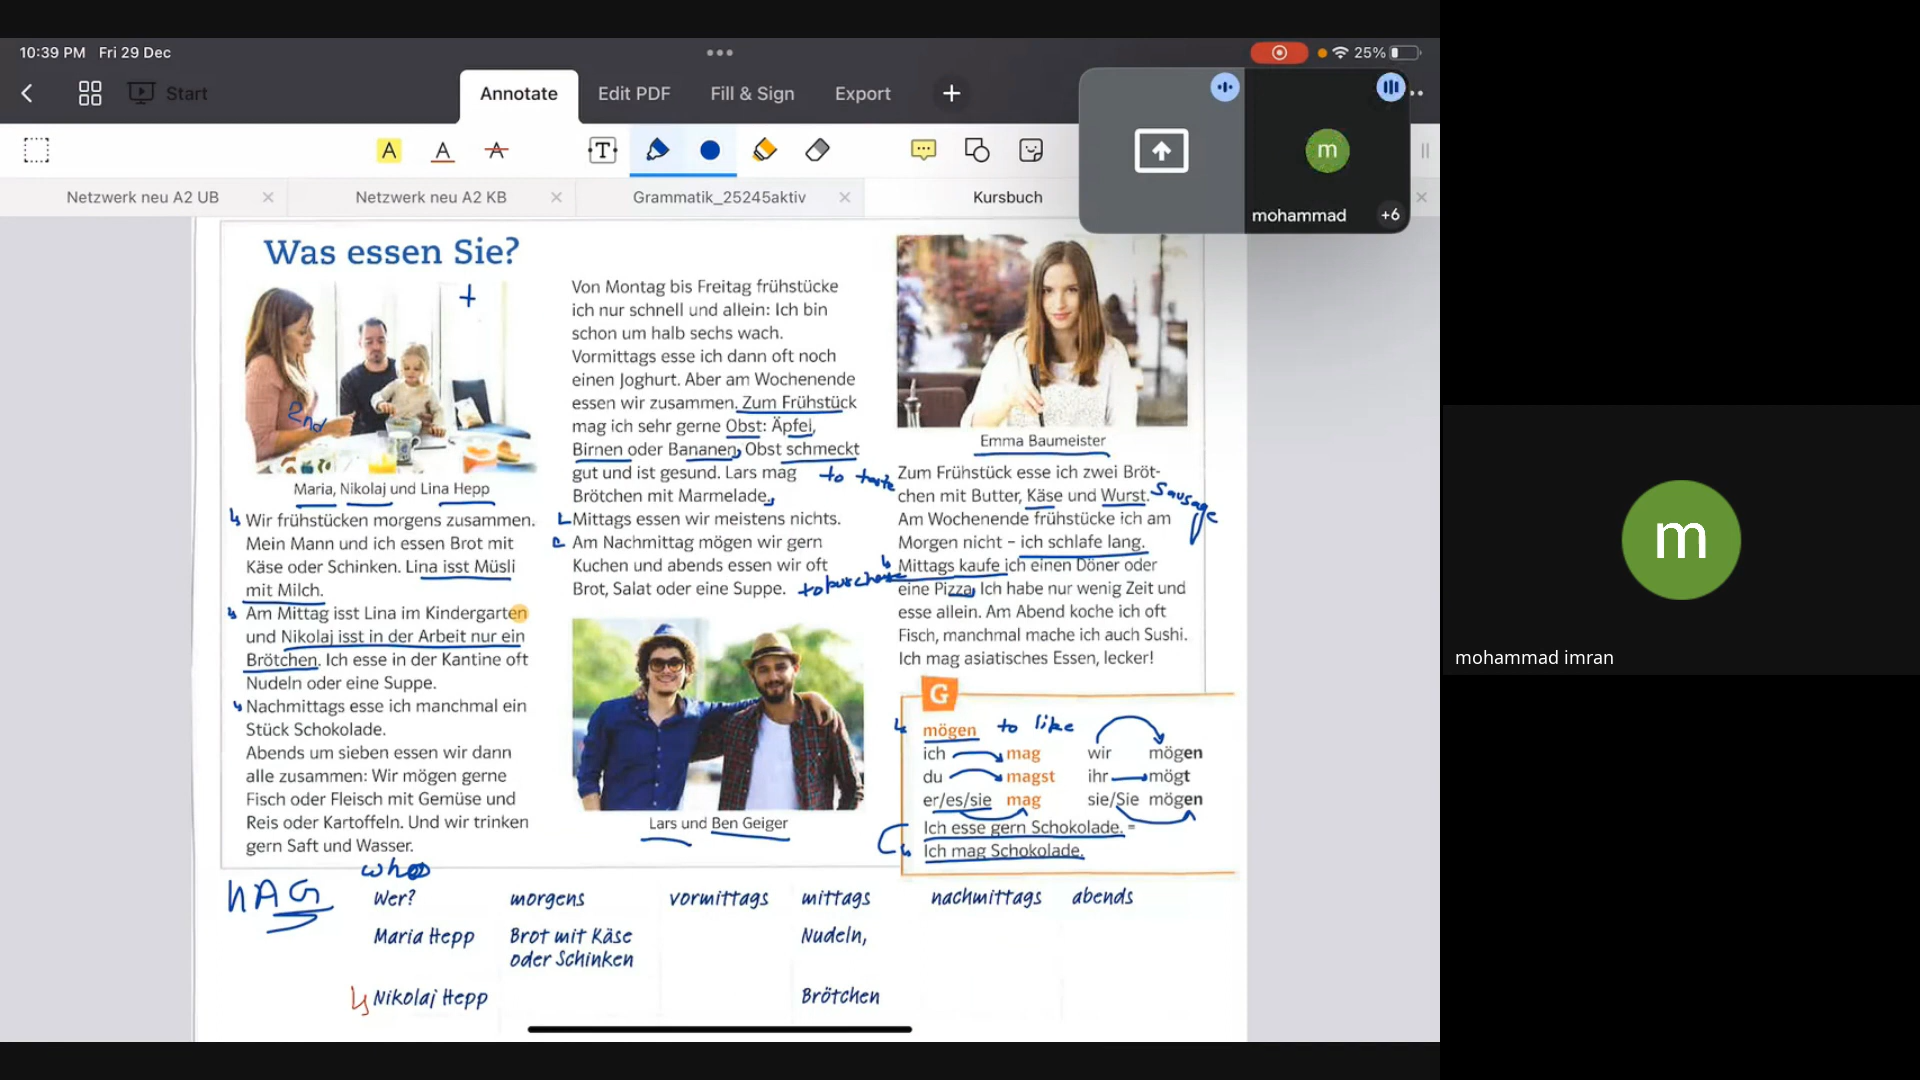 10:39 PM Fri 29 Dec
25%
Start
Annotate
Edit PDF
Fill & Sign
Export
Netzwerk neu A2 UB
Netzwerk neu A2 KB
Grammatik_25245aktiv
Kursbuch
m
mohammad
+6
Was essen Sie?
+
2nd
Maria, Nikolaj und Lina Hepp
Wir frühstücken morgens zusammen.
Mein Mann und ich essen Brot mit
Käse oder Schinken. Lina isst Müsli
mit Milch.
Am Mittag isst Lina im Kindergarten
und Nikolaj isst in der Arbeit nur ein
Brötchen. Ich esse in der Kantine oft
Nudeln oder eine Suppe.
Nachmittags esse ich manchmal ein
Stück Schokolade.
Abends um sieben essen wir dann
alle zusammen: Wir mögen gerne
Fisch oder Fleisch mit Gemüse und
Reis oder Kartoffeln. Und wir trinken
gern Saft und Wasser.
Von Montag bis Freitag frühstücke
ich nur schnell und allein: Ich bin
schon um halb sechs wach.
Vormittags esse ich dann oft noch
einen Joghurt. Aber am Wochenende
essen wir zusammen. Zum Frühstück
mag ich sehr gerne Obst: Äpfel,
Birnen oder Bananen, Obst schmeckt
gut und ist gesund. Lars mag
to taste
Brötchen mit Marmelade.
Mittags essen wir meistens nichts.
Am Nachmittag mögen wir gern
Kuchen und abends essen wir oft
Brot, Salat oder eine Suppe.
Lars und Ben Geiger
Emma Baumeister
Zum Frühstück esse ich zwei Bröt-
chen mit Butter, Käse und Wurst.
sausage
Am Wochenende frühstücke ich am
Morgen nicht – ich schlafe lang.
Mittags kaufe ich einen Döner oder
eine Pizza. Ich habe nur wenig Zeit und
esse allein. Am Abend koche ich oft
Fisch, manchmal mache ich auch Sushi.
Ich mag asiatisches Essen, lecker!
G
mögen to like
ich mag wir mögen
du magst ihr mögt
er/es/sie mag sie/Sie mögen
Ich esse gern Schokolade. =
Ich mag Schokolade.
who
HAG
Wer? morgens vormittags mittags nachmittags abends
Maria Hepp Brot mit Käse Nudeln,
oder Schinken
Nikolaj Hepp Brötchen
m
mohammad imran